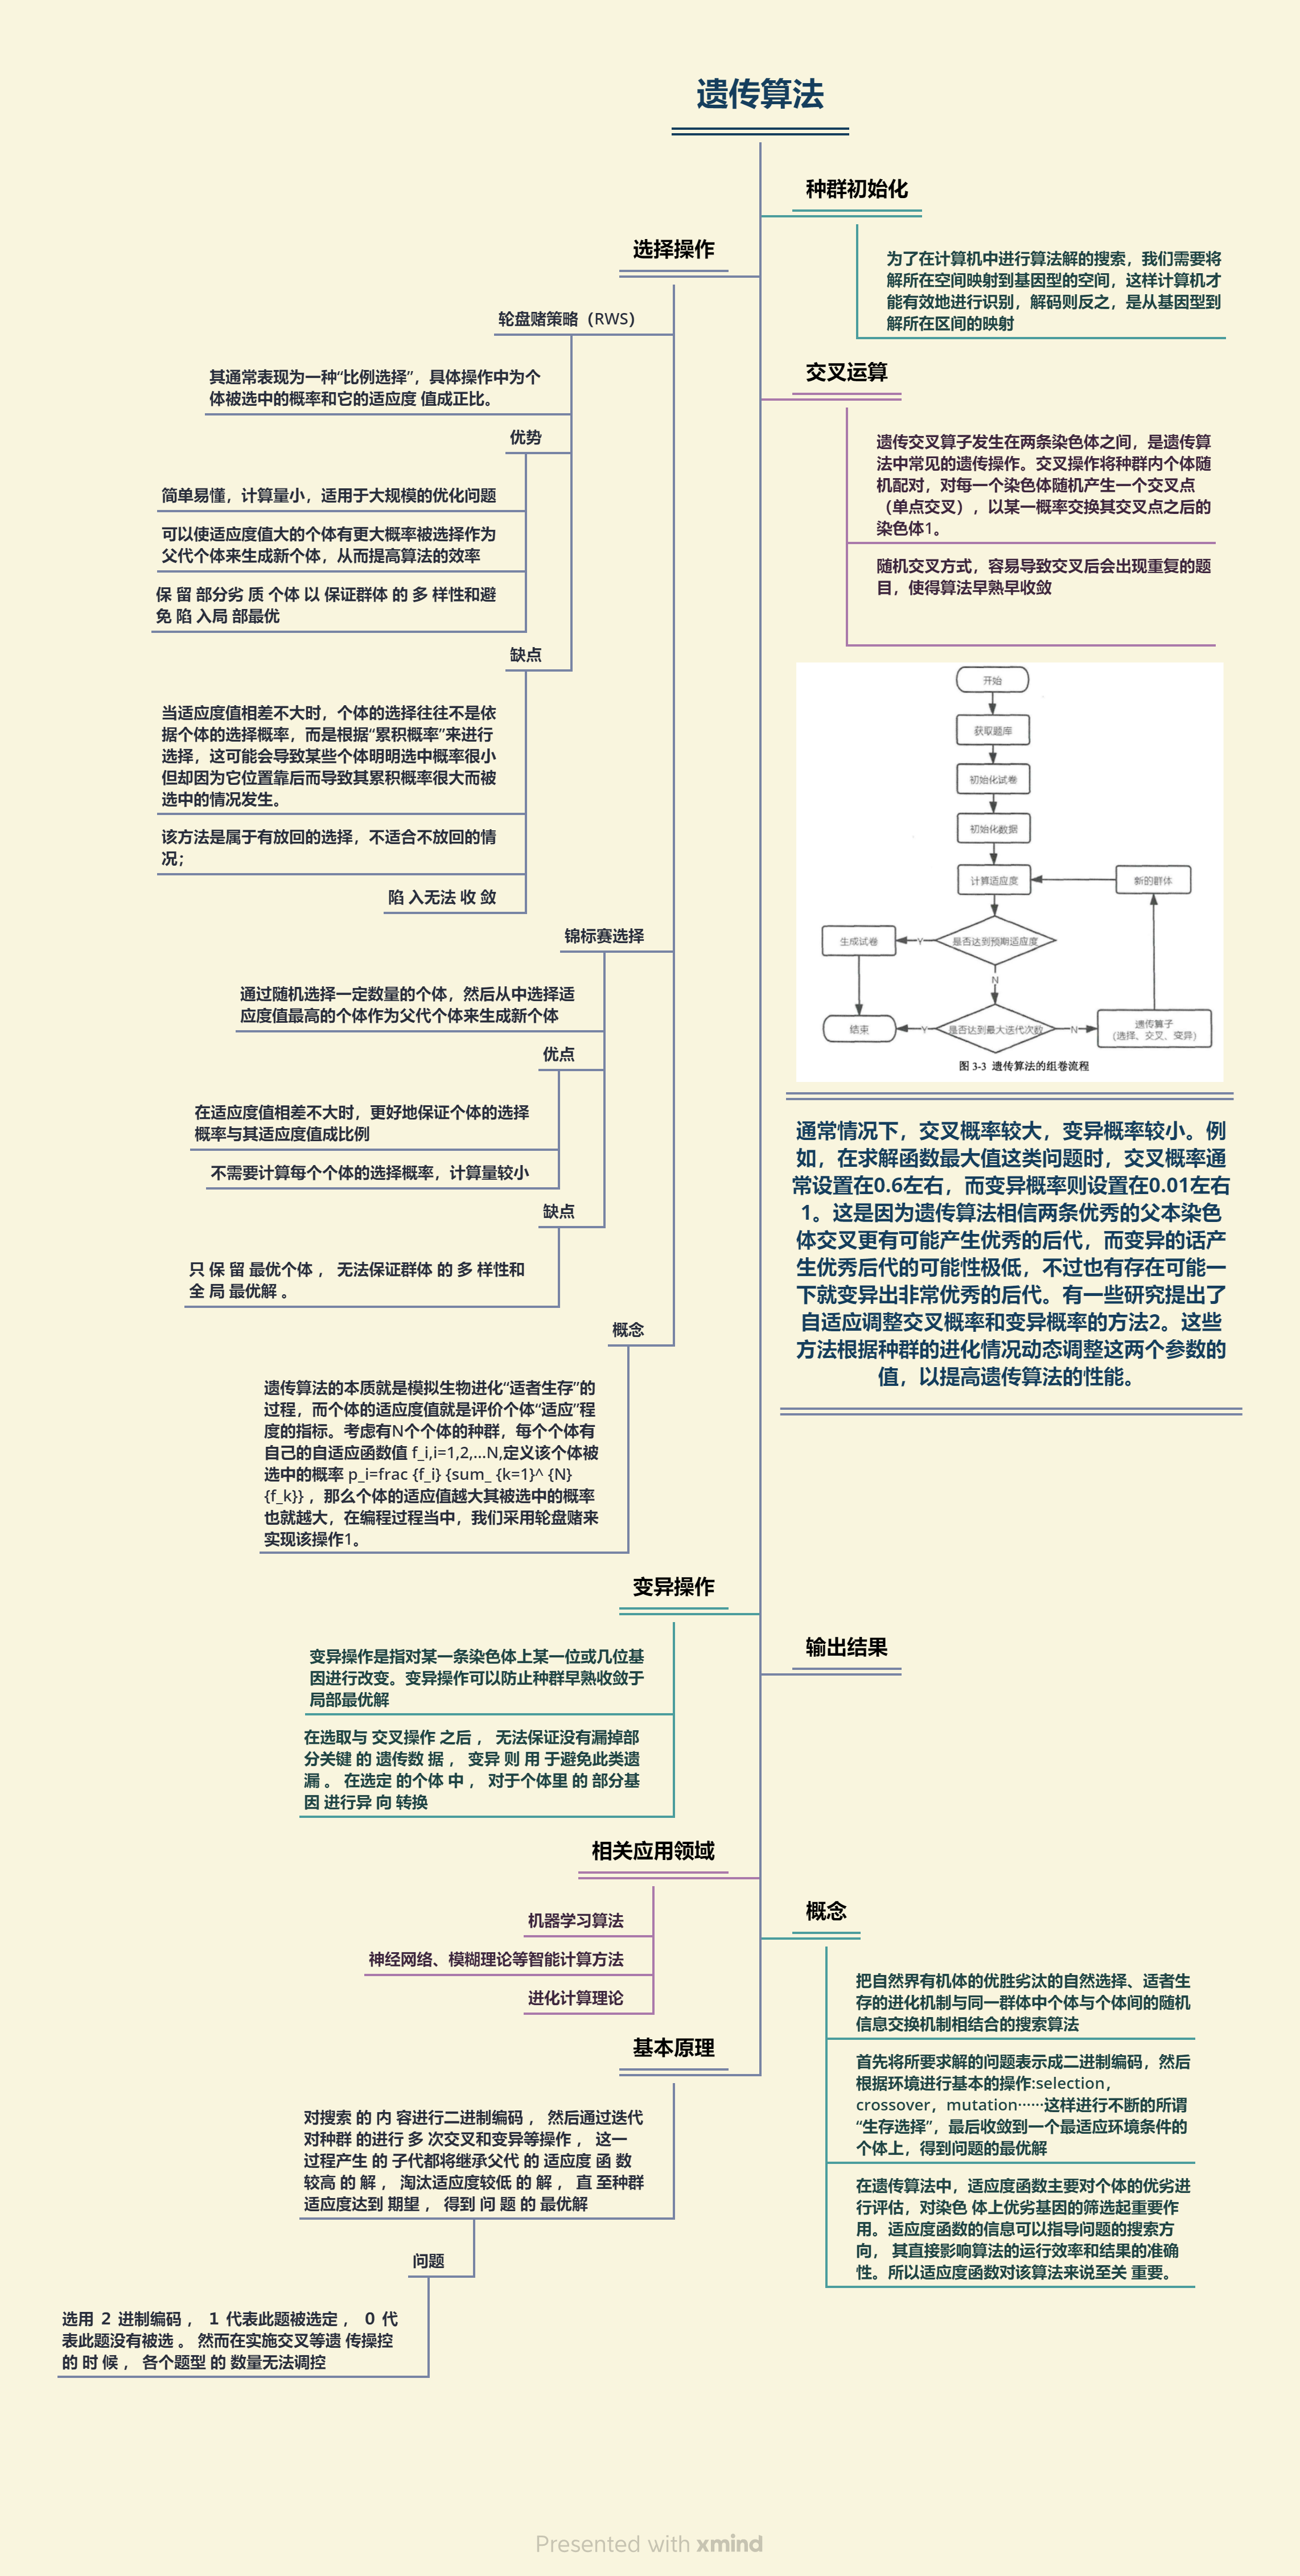 遗传算法
种群初始化
为了在计算机中进行算法解的搜索，我们需要将
解所在空间映射到基因型的空间，这样计算机才
能有效地进行识别，解码则反之，是从基因型到
解所在区间的映射
选择操作
轮盘赌策略（RWS）
其通常表现为一种“比例选择”，具体操作中为个
体被选中的概率和它的适应度 值成正比。
优势
简单易懂，计算量小，适用于大规模的优化问题
可以使适应度值大的个体有更大概率被选择作为
父代个体来生成新个体，从而提高算法的效率
保 留 部分劣 质 个体 以 保证群体 的 多 样性和避
免 陷 入局 部最优
缺点
当适应度值相差不大时，个体的选择往往不是依
据个体的选择概率，而是根据“累积概率”来进行
选择，这可能会导致某些个体明明选中概率很小
但却因为它位置靠后而导致其累积概率很大而被
选中的情况发生。
该方法是属于有放回的选择，不适合不放回的情
况；
陷 入无法 收 敛
锦标赛选择
通过随机选择一定数量的个体，然后从中选择适
应度值最高的个体作为父代个体来生成新个体
优点
在适应度值相差不大时，更好地保证个体的选择
概率与其适应度值成比例
不需要计算每个个体的选择概率，计算量较小
缺点
只 保 留 最优个体 ， 无法保证群体 的 多 样性和
全 局 最优解 。
概念
遗传算法的本质就是模拟生物进化“适者生存”的
过程，而个体的适应度值就是评价个体“适应”程
度的指标。考虑有N个个体的种群，每个个体有
自己的自适应函数值 f_i,i=1,2,...N,定义该个体被
选中的概率 p_i=frac {f_i} {sum_ {k=1}^ {N}
{f_k}} ，那么个体的适应值越大其被选中的概率
也就越大，在编程过程当中，我们采用轮盘赌来
实现该操作1。
交叉运算
遗传交叉算子发生在两条染色体之间，是遗传算
法中常见的遗传操作。交叉操作将种群内个体随
机配对，对每一个染色体随机产生一个交叉点
（单点交叉），以某一概率交换其交叉点之后的
染色体1。
随机交叉方式，容易导致交叉后会出现重复的题
目，使得算法早熟早收敛
开始
获取题库
初始化试卷
初始化数据
计算适应度
新的群体
生成试卷
Y
是否达到预期适应度
N
结束
Y
是否达到最大迭代次数
N
遗传算子
(选择、交叉、变异)
图 3-3 遗传算法的组卷流程
通常情况下，交叉概率较大，变异概率较小。例
如，在求解函数最大值这类问题时，交叉概率通
常设置在0.6左右，而变异概率则设置在0.01左右
1。这是因为遗传算法相信两条优秀的父本染色
体交叉更有可能产生优秀的后代，而变异的话产
生优秀后代的可能性极低，不过也有存在可能一
下就变异出非常优秀的后代。有一些研究提出了
自适应调整交叉概率和变异概率的方法2。这些
方法根据种群的进化情况动态调整这两个参数的
值，以提高遗传算法的性能。
变异操作
变异操作是指对某一条染色体上某一位或几位基
因进行改变。变异操作可以防止种群早熟收敛于
局部最优解
在选取与 交叉操作 之后 ， 无法保证没有漏掉部
分关键 的 遗传数 据 ， 变异 则 用 于避免此类遗
漏 。 在选定 的个体 中 ， 对于个体里 的 部分基
因 进行异 向 转换
输出结果
相关应用领域
机器学习算法
神经网络、模糊理论等智能计算方法
进化计算理论
概念
把自然界有机体的优胜劣汰的自然选择、适者生
存的进化机制与同一群体中个体与个体间的随机
信息交换机制相结合的搜索算法
首先将所要求解的问题表示成二进制编码，然后
根据环境进行基本的操作:selection，
crossover，mutation……这样进行不断的所谓
“生存选择”，最后收敛到一个最适应环境条件的
个体上，得到问题的最优解
在遗传算法中，适应度函数主要对个体的优劣进
行评估，对染色 体上优劣基因的筛选起重要作
用。适应度函数的信息可以指导问题的搜索方
向， 其直接影响算法的运行效率和结果的准确
性。所以适应度函数对该算法来说至关 重要。
基本原理
对搜索 的 内 容进行二进制编码 ， 然后通过迭代
对种群 的进行 多 次交叉和变异等操作 ， 这一
过程产生 的 子代都将继承父代 的 适应度 函 数
较高 的 解 ， 淘汰适应度较低 的 解 ， 直 至种群
适应度达到 期望 ， 得到 问 题 的 最优解
问题
选用 2 进制编码 ， 1 代表此题被选定 ， 0 代
表此题没有被选 。 然而在实施交叉等遗 传操控
的 时 候 ， 各个题型 的 数量无法调控
Presented with xmind